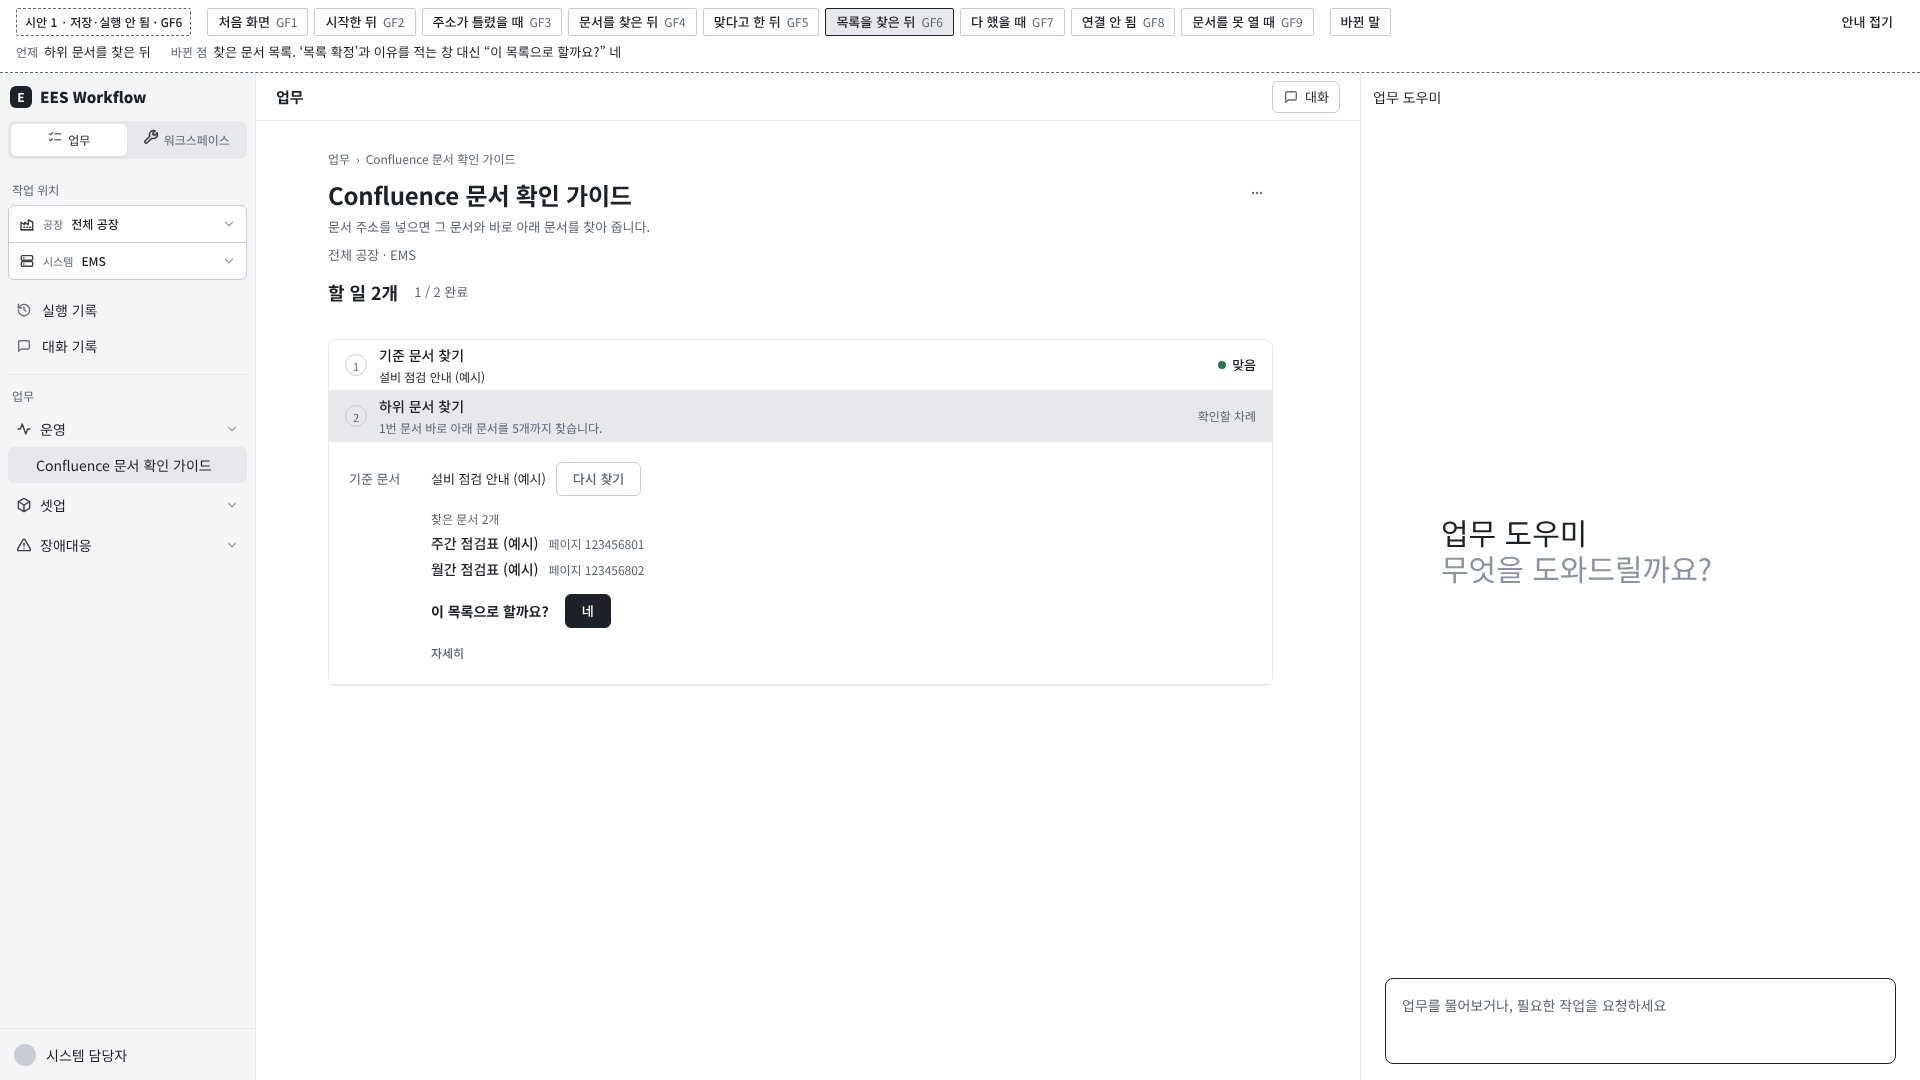 시안 1 · 저장·실행 안 됨 · GF6
처음 화면 GF1
시작한 뒤 GF2
주소가 틀렸을 때 GF3
문서를 찾은 뒤 GF4
맞다고 한 뒤 GF5
목록을 찾은 뒤 GF6
다 했을 때 GF7
연결 안 됨 GF8
문서를 못 열 때 GF9
바뀐 말
안내 접기
언제 하위 문서를 찾은 뒤 바뀐 점 찾은 문서 목록. ‘목록 확정’과 이유를 적는 창 대신 “이 목록으로 할까요?” 네
E EES Workflow
업무
워크스페이스
작업 위치
공장 전체 공장
시스템 EMS
실행 기록
대화 기록
업무
운영
Confluence 문서 확인 가이드
셋업
장애대응
시스템 담당자
업무
대화
업무 › Confluence 문서 확인 가이드
Confluence 문서 확인 가이드
문서 주소를 넣으면 그 문서와 바로 아래 문서를 찾아 줍니다.
전체 공장 · EMS
할 일 2개 1 / 2 완료
1 기준 문서 찾기
설비 점검 안내 (예시)
맞음
2 하위 문서 찾기
1번 문서 바로 아래 문서를 5개까지 찾습니다.
확인할 차례
기준 문서 설비 점검 안내 (예시) 다시 찾기
찾은 문서 2개
주간 점검표 (예시) 페이지 123456801
월간 점검표 (예시) 페이지 123456802
이 목록으로 할까요? 네
자세히
업무 도우미
업무 도우미
무엇을 도와드릴까요?
업무를 물어보거나, 필요한 작업을 요청하세요